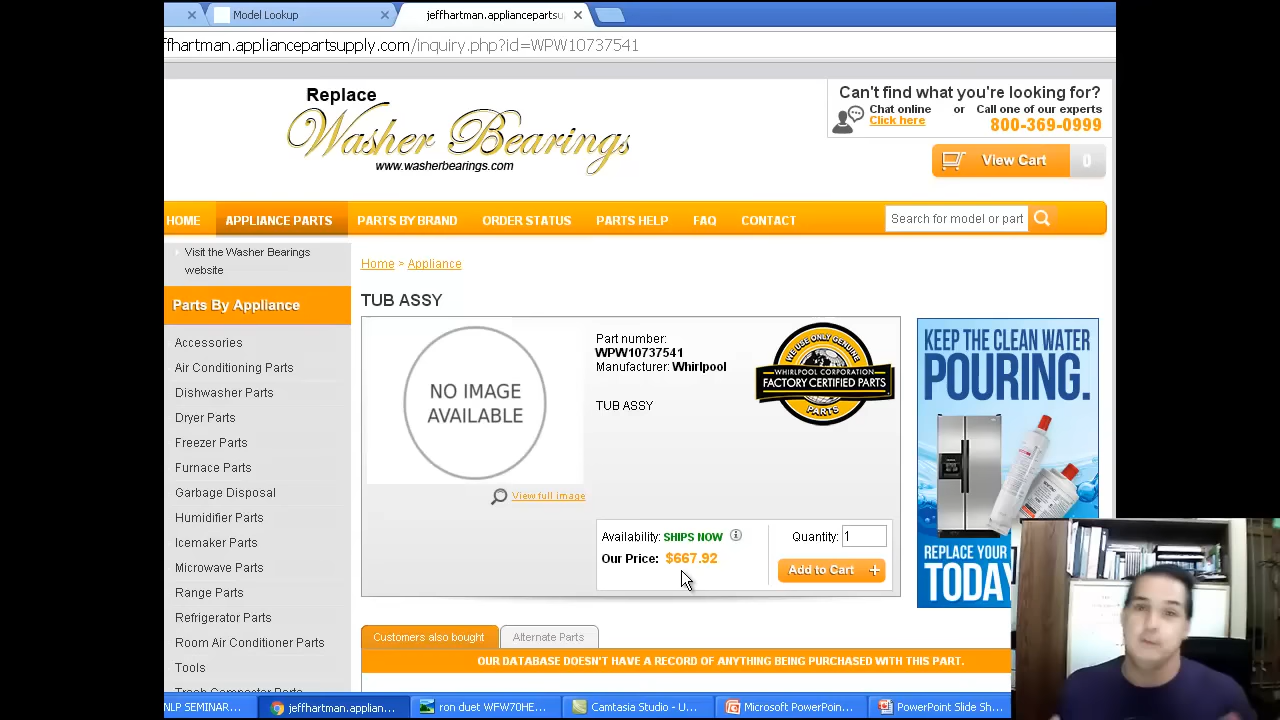 Model Lookup
jeffhartman.appliancepartsu
ffhartman.appliancepartsupply.com/inquiry.php?id=WPW10737541
Replace
Washer Bearings
www.washerbearings.com
Can't find what you're looking for?
Chat online or Call one of our experts
Click here 800-369-0999
View Cart 0
HOME APPLIANCE PARTS PARTS BY BRAND ORDER STATUS PARTS HELP FAQ CONTACT
Search for model or part
Visit the Washer Bearings
website
Parts By Appliance
Accessories
Air Conditioning Parts
Dishwasher Parts
Dryer Parts
Freezer Parts
Furnace Parts
Garbage Disposal
Humidifier Parts
Icemaker Parts
Microwave Parts
Range Parts
Refrigerator Parts
Room Air Conditioner Parts
Tools
Trash Compactor Parts
Home > Appliance
TUB ASSY
NO IMAGE
AVAILABLE
View full image
Part number:
WPW10737541
Manufacturer: Whirlpool
TUB ASSY
WE USE ONLY GENUINE
WHIRLPOOL CORPORATION
FACTORY CERTIFIED PARTS
PARTS
Availability: SHIPS NOW
Our Price: $667.92
Quantity: 1
Add to Cart +
KEEP THE CLEAN WATER
POURING.
REPLACE YOUR
TODAY
Customers also bought Alternate Parts
OUR DATABASE DOESN'T HAVE A RECORD OF ANYTHING BEING PURCHASED WITH THIS PART.
NLP SEMINAR... jeffhartman.applian... ron duet WFW70HE... Camtasia Studio - U... Microsoft PowerPoin... PowerPoint Slide Sh...